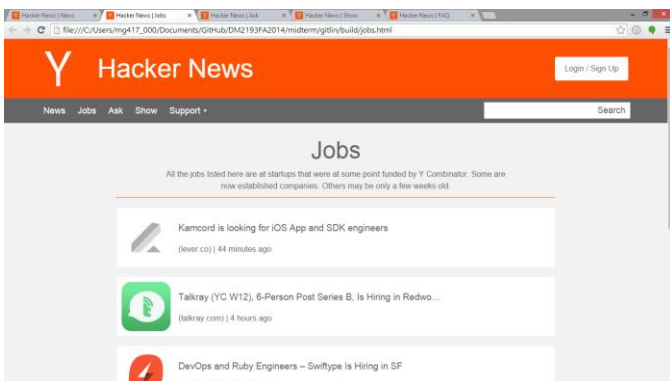 Hacker News | News
Hacker News | Jobs
Hacker News | Ask
Hacker News | Show
Hacker News | FAQ
file:///C:/Users/mg417_000/Documents/GitHub/DM2193FA2014/midterm/gitlin/build/jobs.html
Y Hacker News
Login / Sign Up
News Jobs Ask Show Support
Search
Jobs
All the jobs listed here are at startups that were at some point funded by Y Combinator. Some are
now established companies. Others may be only a few weeks old.
Kamcord is looking for iOS App and SDK engineers
(lever.co) | 44 minutes ago
Talkray (YC W12), 6-Person Post Series B, Is Hiring in Redwo...
(talkray.com) | 4 hours ago
DevOps and Ruby Engineers – Swiftype Is Hiring in SF